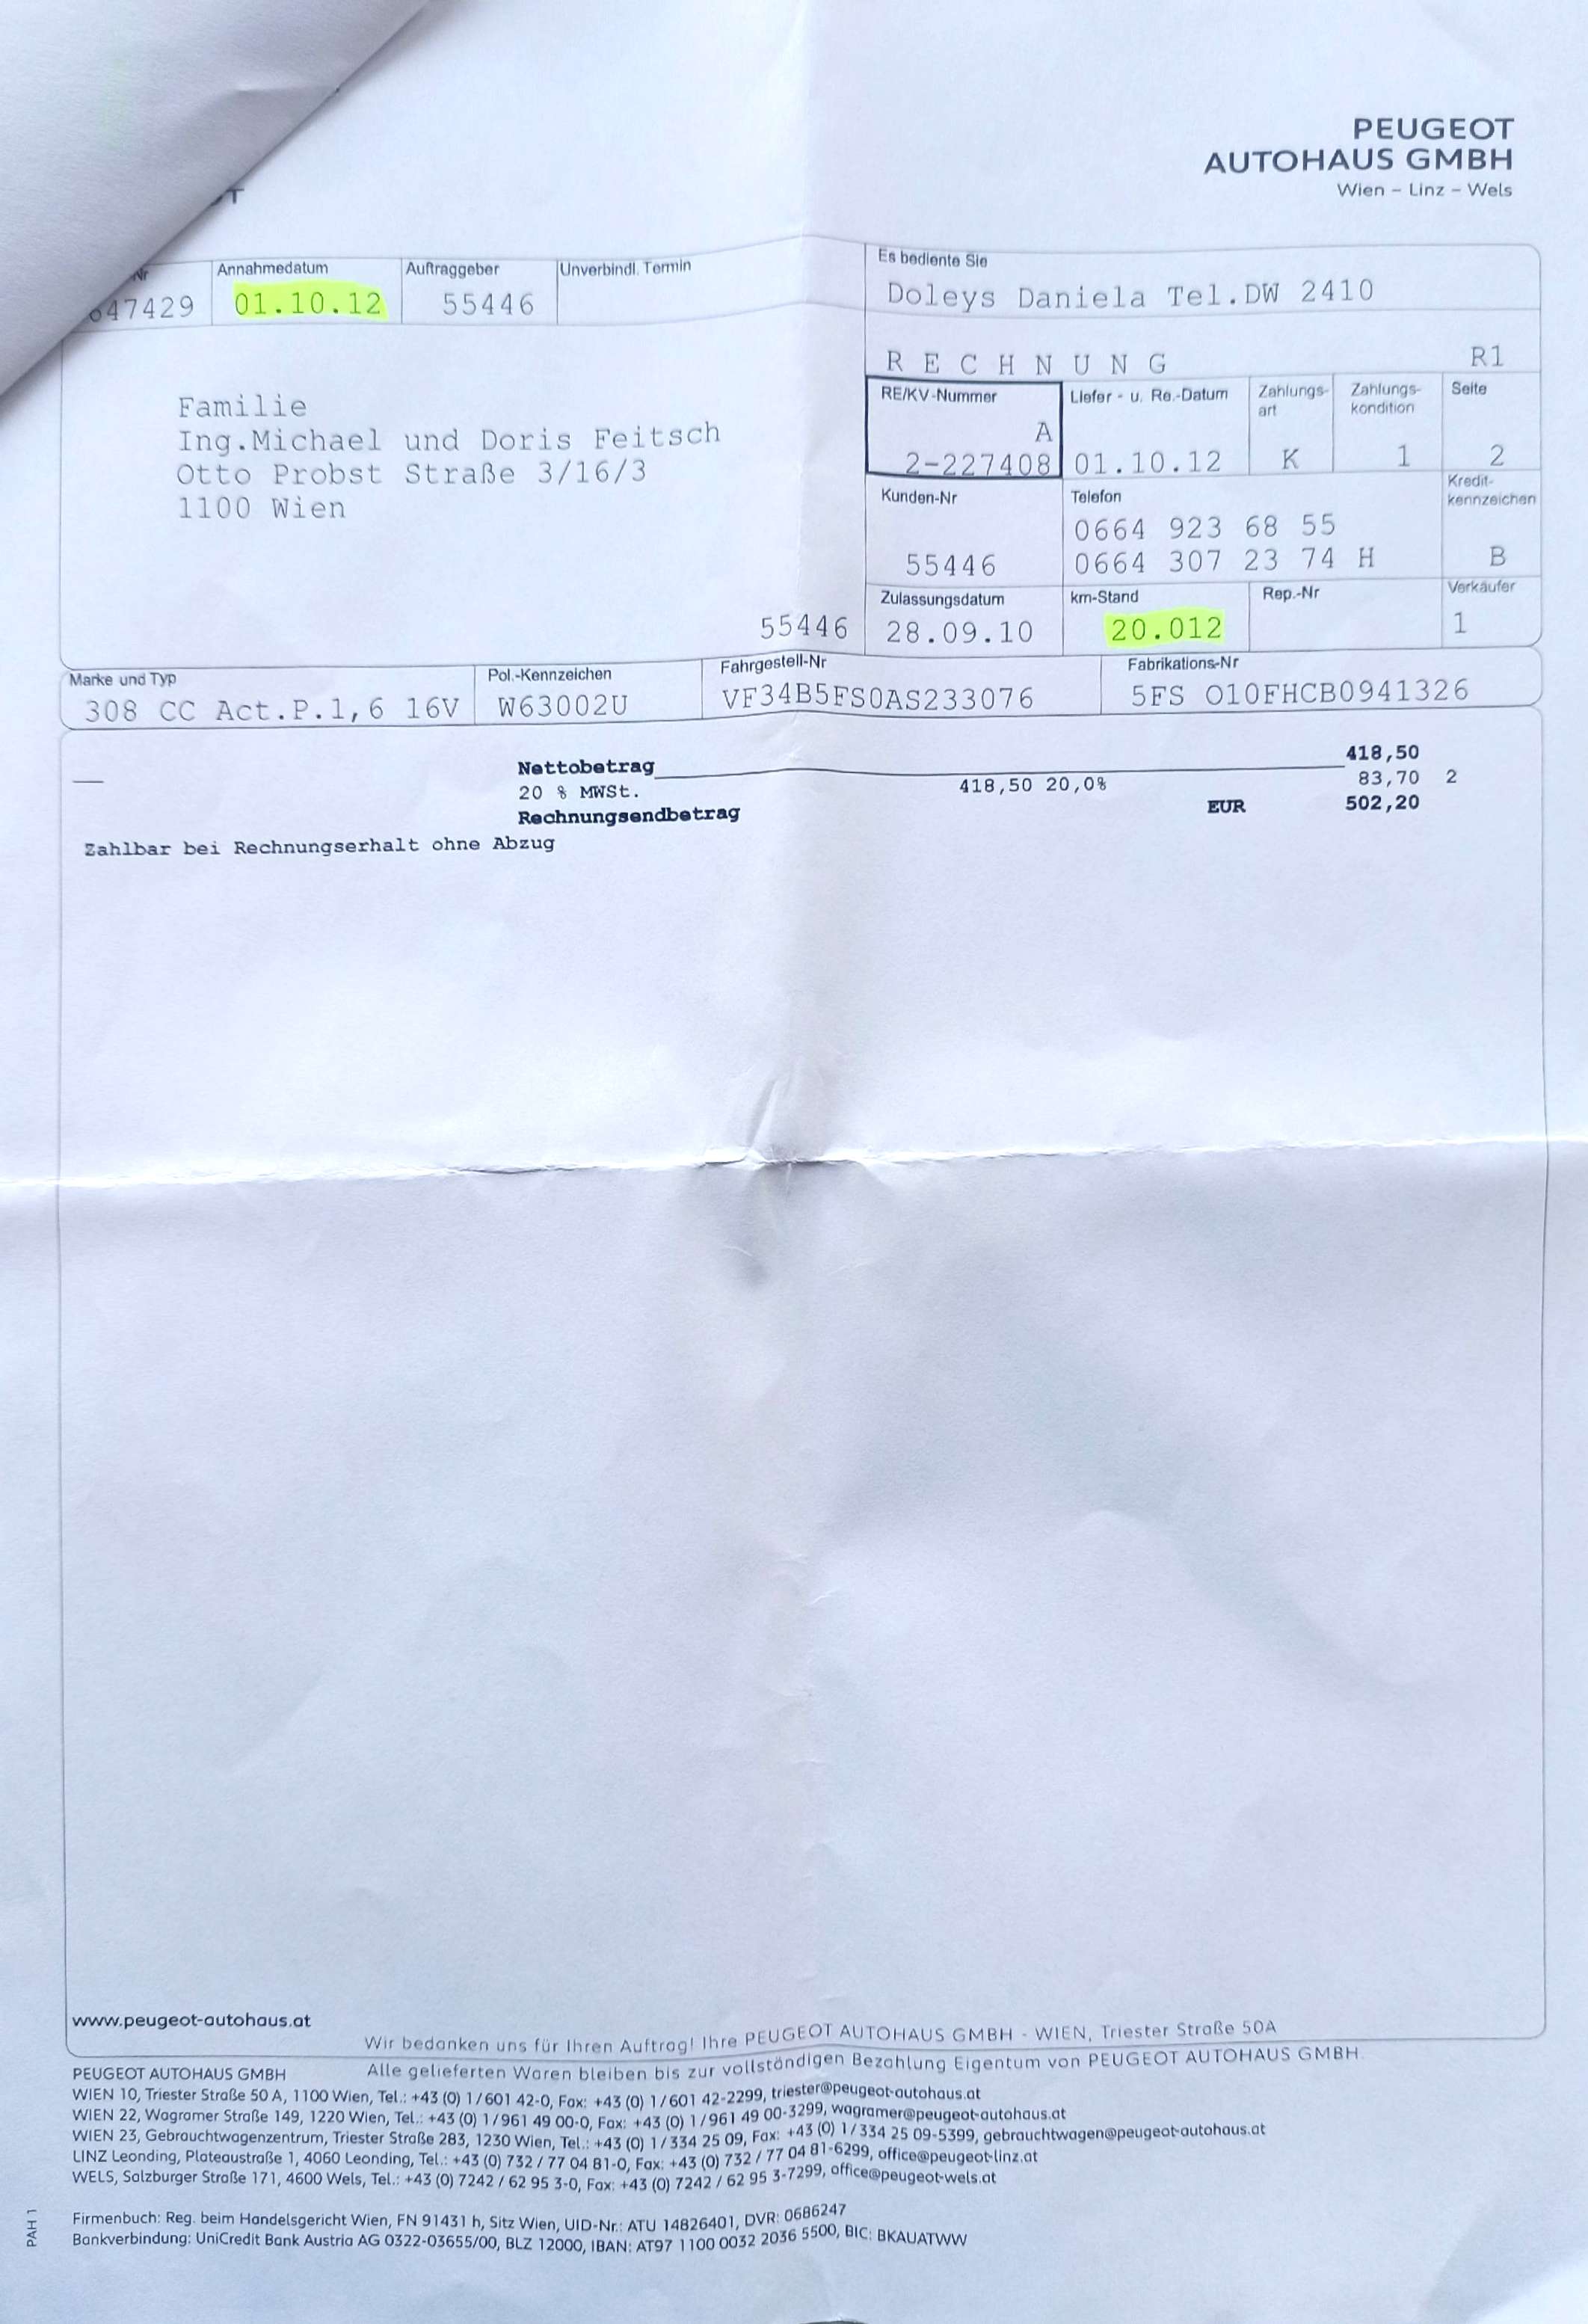 PEUGEOT
AUTOHAUS GMBH
Wien – Linz – Wels
Annahmedatum Auftraggeber Unverbindl. Termin Es bediente Sie
47429 01.10.12 55446 Doleys Daniela Tel.DW 2410
R E C H N U N G R1
RE/KV-Nummer Liefer - u. Re.-Datum Zahlungs-art Zahlungs-kondition Seite
A
2-227408 01.10.12 K 1 2
Familie
Ing.Michael und Doris Feitsch
Otto Probst Straße 3/16/3
1100 Wien
Kunden-Nr Telefon Kredit-kennzeichen
0664 923 68 55
55446 0664 307 23 74 H B
Zulassungsdatum km-Stand Rep.-Nr Verkäufer
55446 28.09.10 20.012 1
Marke und Typ Pol.-Kennzeichen Fahrgestell-Nr Fabrikations-Nr
308 CC Act.P.1,6 16V W63002U VF34B5FS0AS233076 5FS O10FHCB0941326
Nettobetrag 418,50
20 % MWSt. 418,50 20,0% 83,70 2
Rechnungsendbetrag EUR 502,20
Zahlbar bei Rechnungserhalt ohne Abzug
www.peugeot-autohaus.at
Wir bedanken uns für Ihren Auftrag! Ihre PEUGEOT AUTOHAUS GMBH - WIEN, Triester Straße 50A
Alle gelieferten Waren bleiben bis zur vollständigen Bezahlung Eigentum von PEUGEOT AUTOHAUS GMBH.
PEUGEOT AUTOHAUS GMBH
WIEN 10, Triester Straße 50 A, 1100 Wien, Tel.: +43 (0) 1/601 42-0, Fax: +43 (0) 1/601 42-2299, triester@peugeot-autohaus.at
WIEN 22, Wagramer Straße 149, 1220 Wien, Tel.: +43 (0) 1/961 49 00-0, Fax: +43 (0) 1/961 49 00-3299, wagramer@peugeot-autohaus.at
WIEN 23, Gebrauchtwagenzentrum, Triester Straße 283, 1230 Wien, Tel.: +43 (0) 1/334 25 09, Fax: +43 (0) 1/334 25 09-5399, gebrauchtwagen@peugeot-autohaus.at
LINZ Leonding, Plateaustraße 1, 4060 Leonding, Tel.: +43 (0) 732 / 77 04 81-0, Fax: +43 (0) 732 / 77 04 81-6299, office@peugeot-linz.at
WELS, Salzburger Straße 171, 4600 Wels, Tel.: +43 (0) 7242 / 62 95 3-0, Fax: +43 (0) 7242 / 62 95 3-7299, office@peugeot-wels.at
Firmenbuch: Reg. beim Handelsgericht Wien, FN 91431 h, Sitz Wien, UID-Nr.: ATU 14826401, DVR: 0686247
Bankverbindung: UniCredit Bank Austria AG 0322-03655/00, BLZ 12000, IBAN: AT97 1100 0032 2036 5500, BIC: BKAUATWW
PAH 1